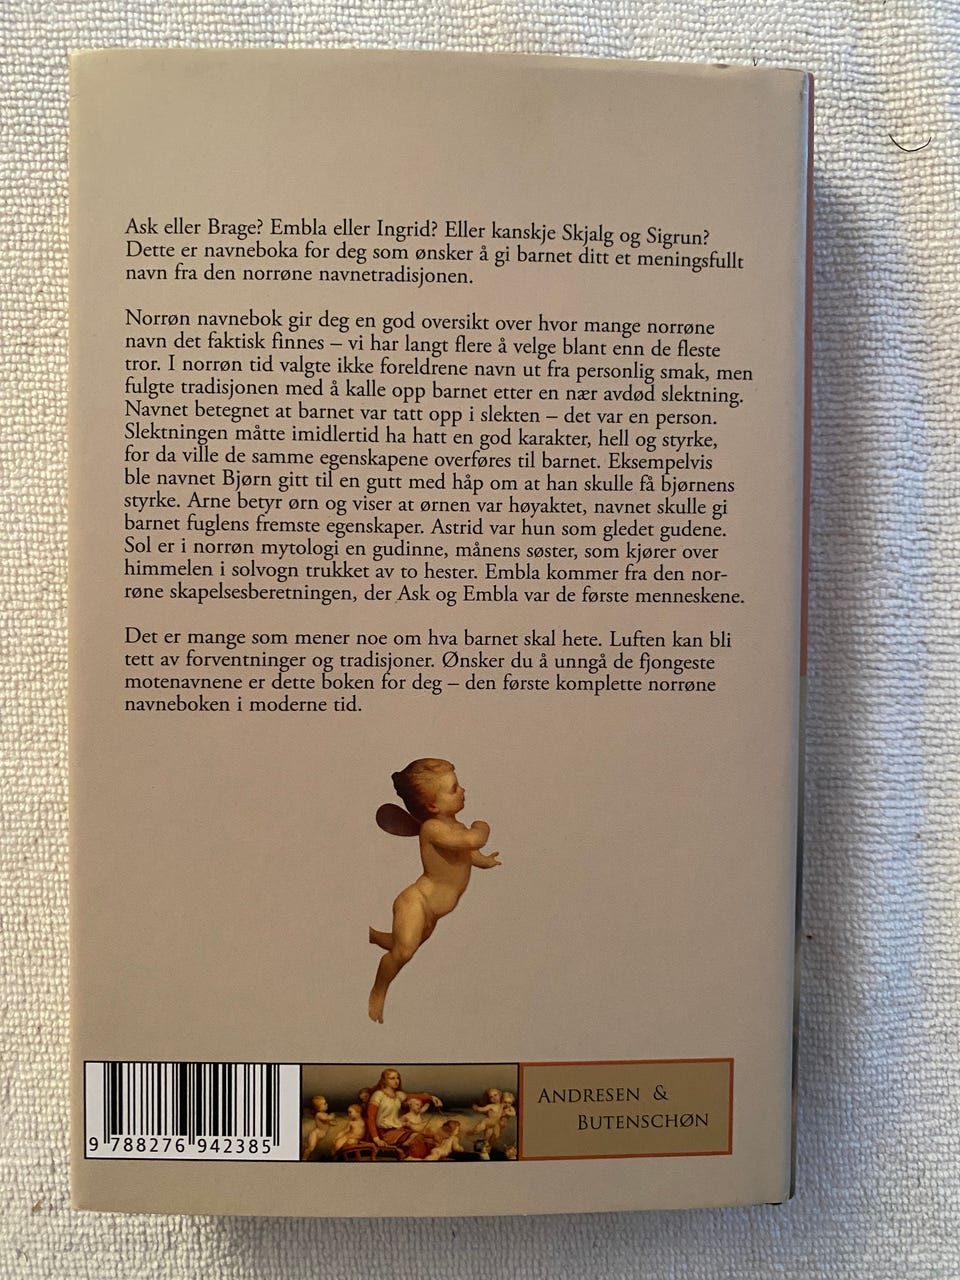 Ask eller Brage? Embla eller Ingrid? Eller kanskje Skjalg og Sigrun?
Dette er navneboka for deg som ønsker å gi barnet ditt et meningsfullt
navn fra den norrøne navnetradisjonen.
Norrøn navnebok gir deg en god oversikt over hvor mange norrøne
navn det faktisk finnes – vi har langt flere å velge blant enn de fleste
tror. I norrøn tid valgte ikke foreldrene navn ut fra personlig smak, men
fulgte tradisjonen med å kalle opp barnet etter en nær avdød slektning.
Navnet betegnet at barnet var tatt opp i slekten – det var en person.
Slektningen måtte imidlertid ha hatt en god karakter, hell og styrke,
for da ville de samme egenskapene overføres til barnet. Eksempelvis
ble navnet Bjørn gitt til en gutt med håp om at han skulle få bjørnens
styrke. Arne betyr ørn og viser at ørnen var høyaktet, navnet skulle gi
barnet fuglens fremste egenskaper. Astrid var hun som gledet gudene.
Sol er i norrøn mytologi en gudinne, månens søster, som kjører over
himmelen i solvogn trukket av to hester. Embla kommer fra den nor-
røne skapelsesberetningen, der Ask og Embla var de første menneskene.
Det er mange som mener noe om hva barnet skal hete. Luften kan bli
tett av forventninger og tradisjoner. Ønsker du å unngå de fjongeste
motenavnene er dette boken for deg – den første komplette norrøne
navneboken i moderne tid.
9 788276 942385
ANDRESEN &
BUTENSCHØN